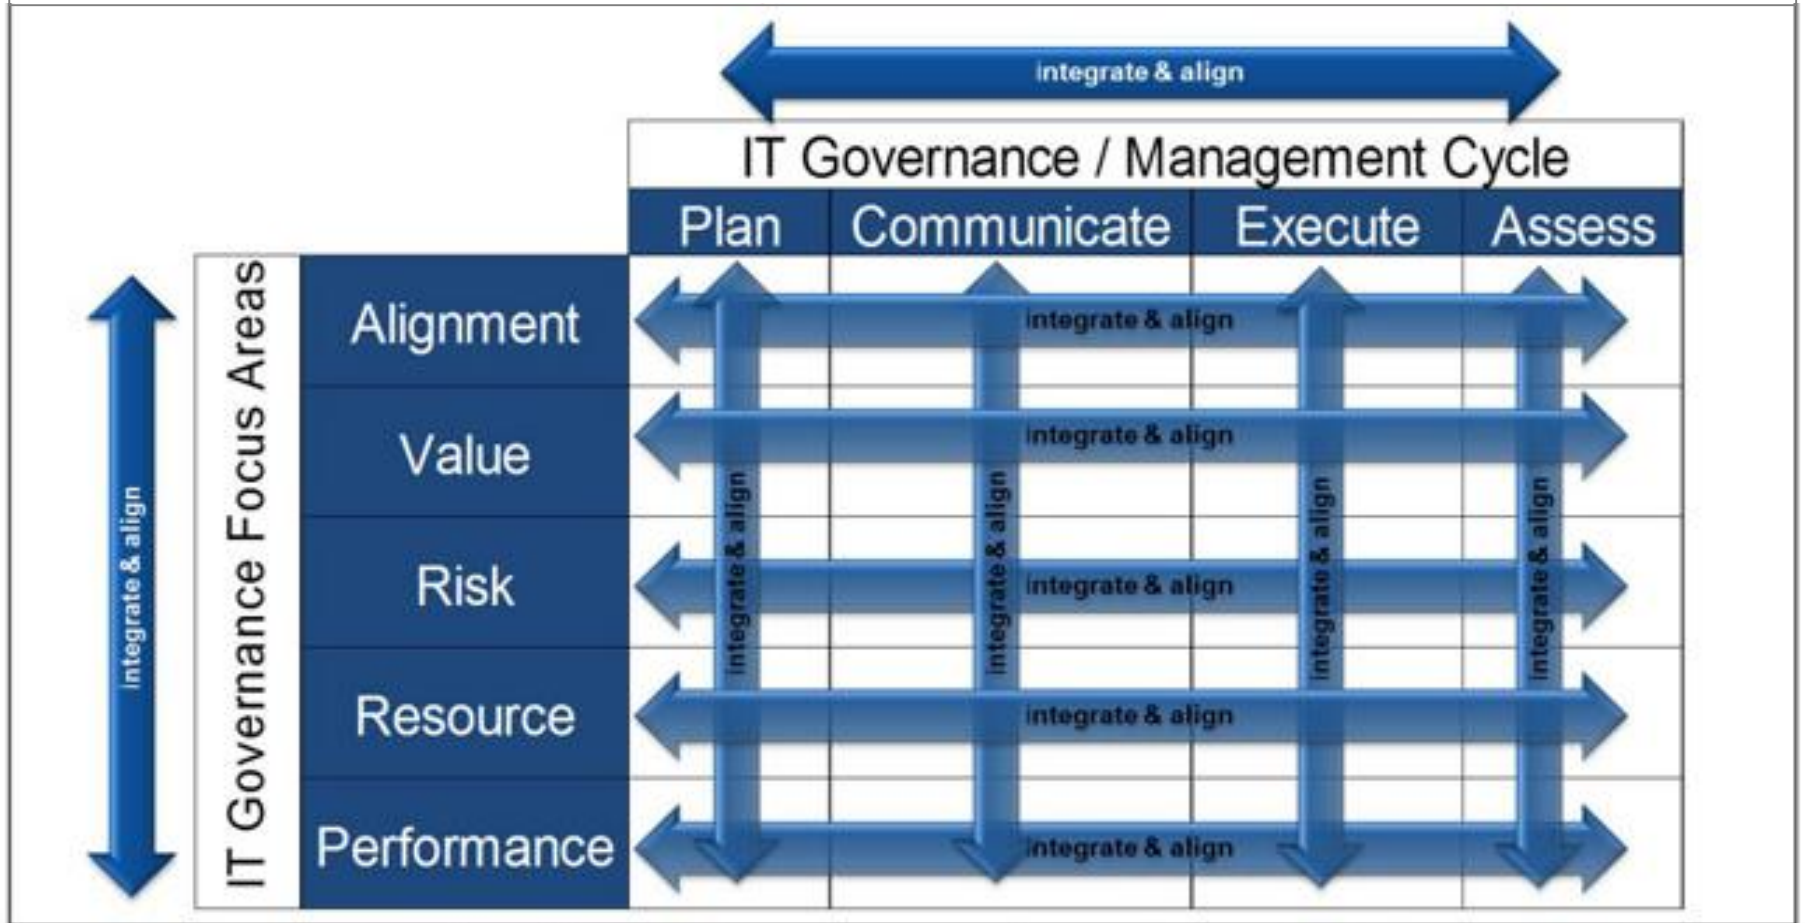 integrate & align
IT Governance / Management Cycle
Plan
Communicate
Execute
Assess
integrate & align
IT Governance Focus Areas
Alignment
integrate & align
Value
integrate & align
Risk
integrate & align
Resource
integrate & align
Performance
integrate & align
integrate & align
integrate & align
integrate & align
integrate & align